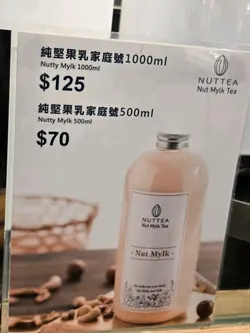 純堅果乳家庭號1000ml
Nutty Mylk 1000ml
$125
純堅果乳家庭號500ml
Nutty Mylk 500ml
$70
NUTTEA
Nut Mylk Tea
NUTTEA
Nut Mylk Tea
- Nut Mylk -